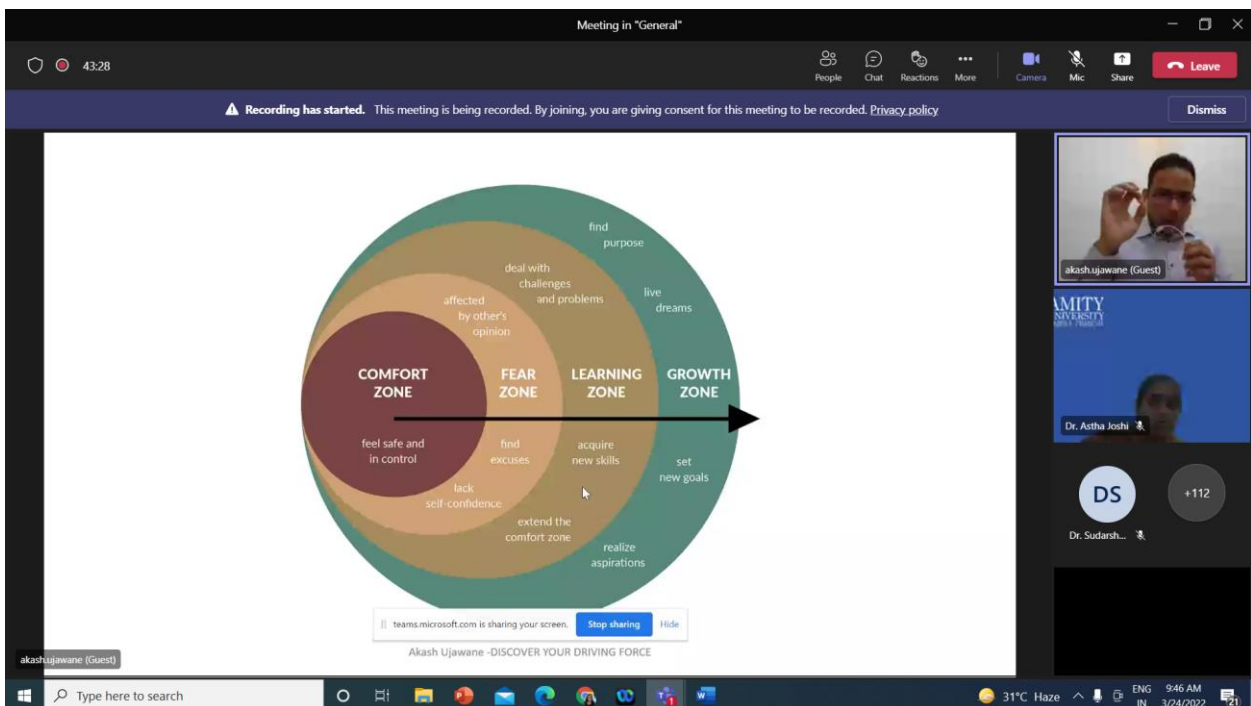 Meeting in "General"
43:28
People
Chat
Reactions
More
Camera
Mic
Share
Leave
Recording has started. This meeting is being recorded. By joining, you are giving consent for this meeting to be recorded. Privacy policy
Dismiss
find
purpose
deal with
challenges
and problems
live
dreams
affected
by other's
opinion
COMFORT
ZONE
FEAR
ZONE
LEARNING
ZONE
GROWTH
ZONE
feel safe and
in control
find
excuses
acquire
new skills
set
new goals
lack
self-confidence
extend the
comfort zone
realize
aspirations
teams.microsoft.com is sharing your screen.
Stop sharing
Hide
Akash Ujawane -DISCOVER YOUR DRIVING FORCE
akash.ujawane (Guest)
akash.ujawane (Guest)
AMITY
UNIVERSITY
Dr. Astha Joshi
DS
+112
Dr. Sudarsh...
Type here to search
31°C Haze
ENG
IN
9:46 AM
3/24/2022
21